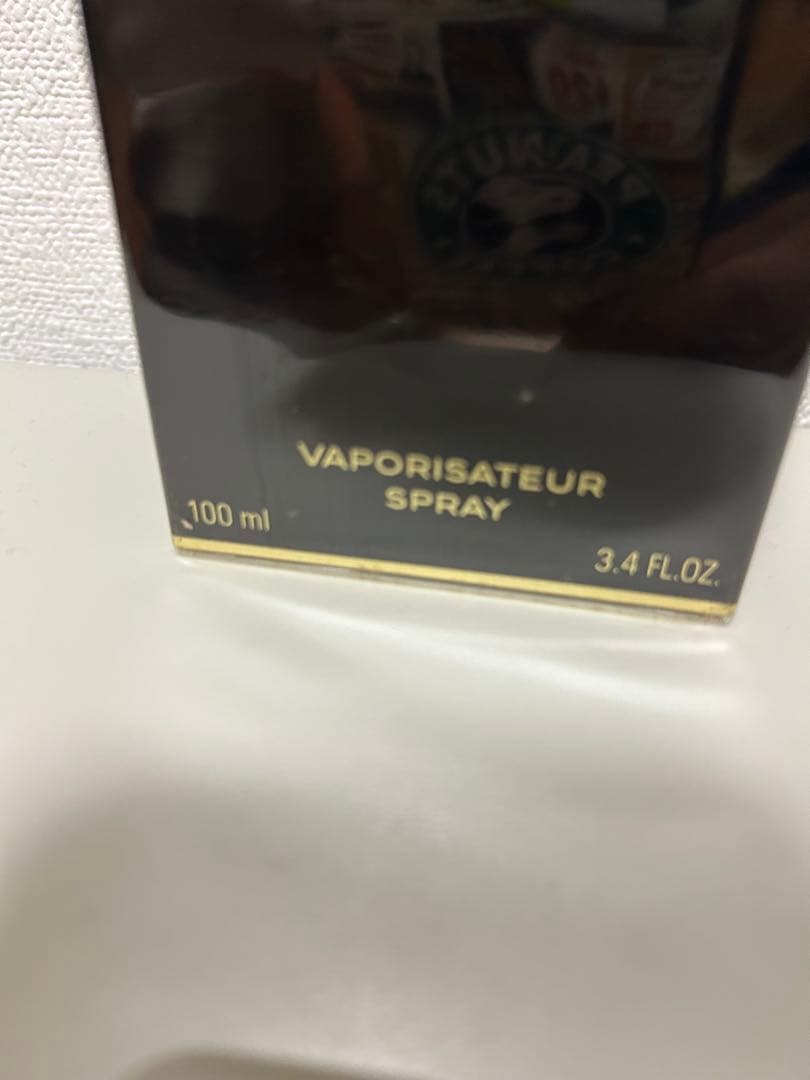 VAPORISATEUR
SPRAY
100 ml
3.4 FL.OZ.